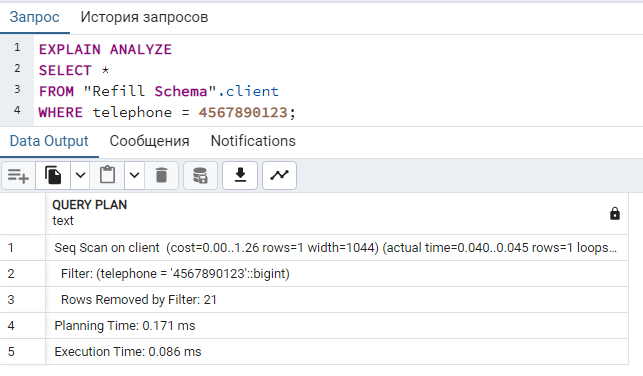 Запрос История запросов
1 EXPLAIN ANALYZE
2 SELECT *
3 FROM "Refill Schema".client
4 WHERE telephone = 4567890123;
Data Output Сообщения Notifications
QUERY PLAN
text
1 Seq Scan on client (cost=0.00..1.26 rows=1 width=1044) (actual time=0.040..0.045 rows=1 loops...
2 Filter: (telephone = '4567890123'::bigint)
3 Rows Removed by Filter: 21
4 Planning Time: 0.171 ms
5 Execution Time: 0.086 ms